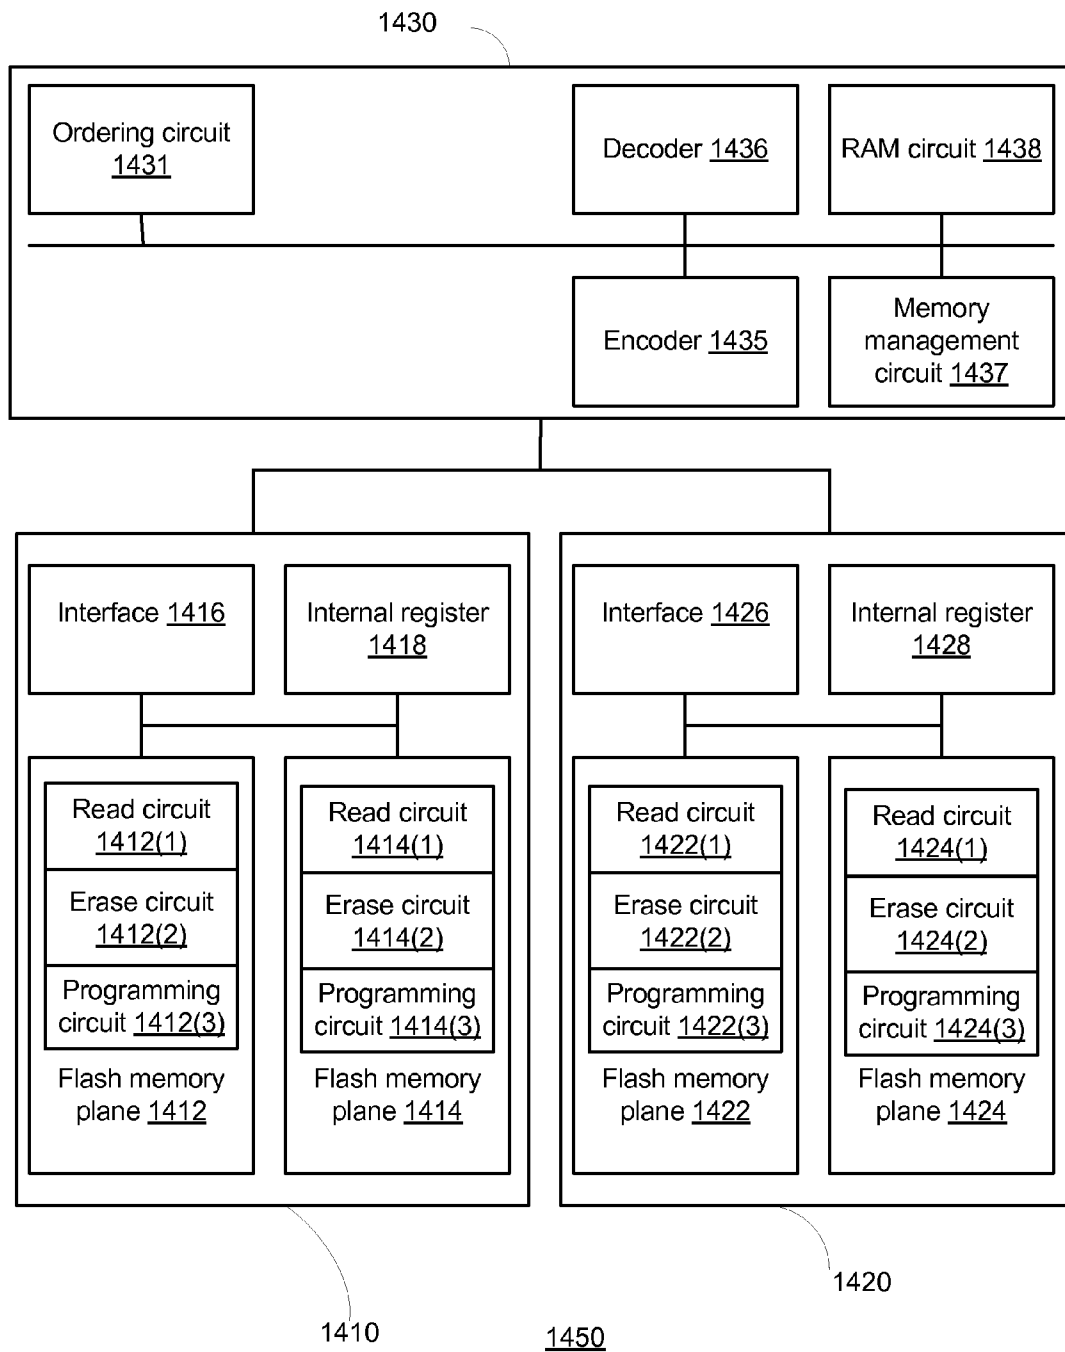 1430
Ordering circuit
1431
Decoder 1436
RAM circuit 1438
Encoder 1435
Memory
management
circuit 1437
Interface 1416
Internal register
1418
Interface 1426
Internal register
1428
Read circuit
1412(1)
Erase circuit
1412(2)
Programming
circuit 1412(3)
Flash memory
plane 1412
Read circuit
1414(1)
Erase circuit
1414(2)
Programming
circuit 1414(3)
Flash memory
plane 1414
Read circuit
1422(1)
Erase circuit
1422(2)
Programming
circuit 1422(3)
Flash memory
plane 1422
Read circuit
1424(1)
Erase circuit
1424(2)
Programming
circuit 1424(3)
Flash memory
plane 1424
1410
1420
1450